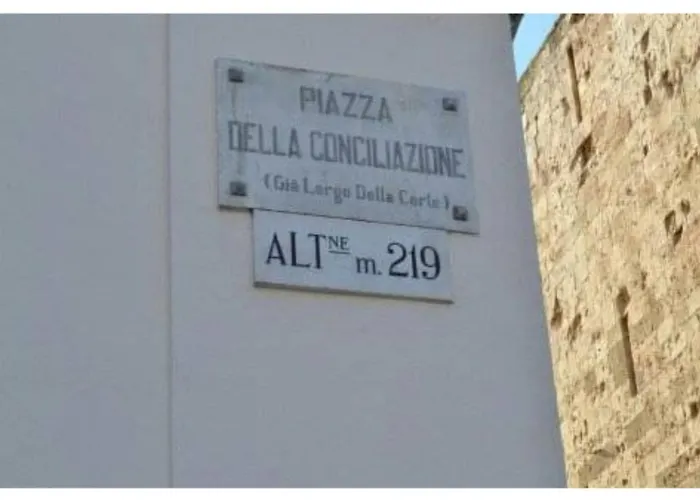 PIAZZA
DELLA CONCILIAZIONE
(Già Largo Della Corte)
ALTNE m. 219